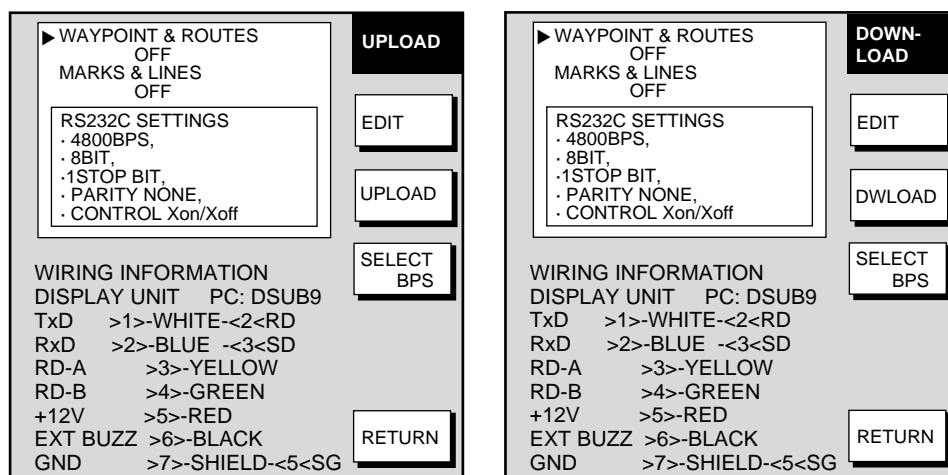 WAYPOINT & ROUTES
OFF
MARKS & LINES
OFF
RS232C SETTINGS
· 4800BPS,
· 8BIT,
·1STOP BIT,
· PARITY NONE,
· CONTROL Xon/Xoff
WIRING INFORMATION
DISPLAY UNIT PC: DSUB9
TxD >1>-WHITE-<2<RD
RxD >2>-BLUE -<3<SD
RD-A >3>-YELLOW
RD-B >4>-GREEN
+12V >5>-RED
EXT BUZZ >6>-BLACK
GND >7>-SHIELD-<5<SG
UPLOAD
EDIT
UPLOAD
SELECT
BPS
RETURN
WAYPOINT & ROUTES
OFF
MARKS & LINES
OFF
RS232C SETTINGS
· 4800BPS,
· 8BIT,
·1STOP BIT,
· PARITY NONE,
· CONTROL Xon/Xoff
WIRING INFORMATION
DISPLAY UNIT PC: DSUB9
TxD >1>-WHITE-<2<RD
RxD >2>-BLUE -<3<SD
RD-A >3>-YELLOW
RD-B >4>-GREEN
+12V >5>-RED
EXT BUZZ >6>-BLACK
GND >7>-SHIELD-<5<SG
DOWN-
LOAD
EDIT
DWLOAD
SELECT
BPS
RETURN